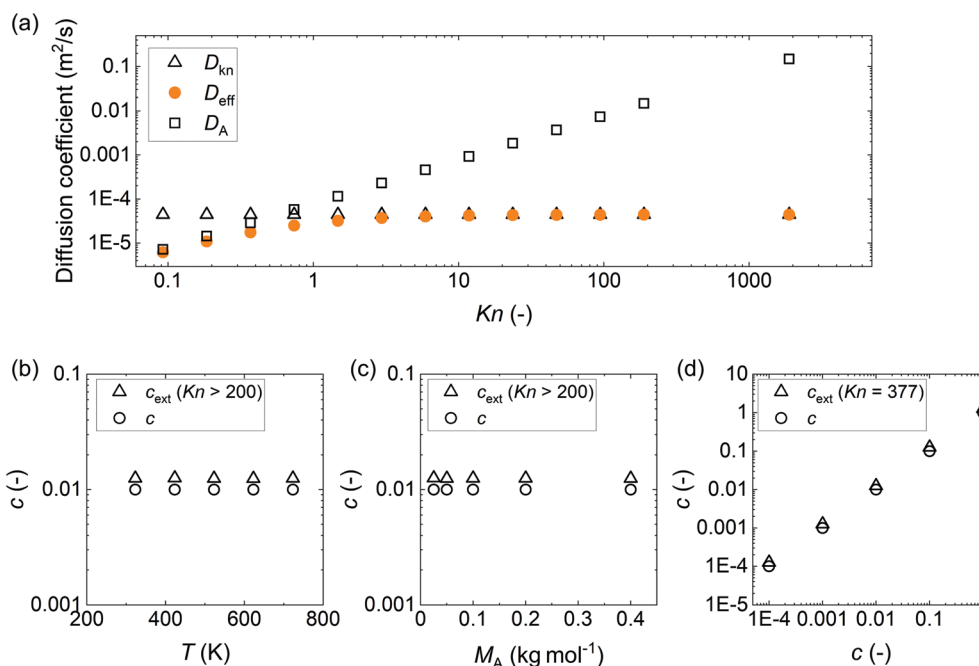 (a)
Diffusion coefficient (m²/s)
0.1
0.01
0.001
1E-4
1E-5
D_kn
D_eff
D_A
0.1 1 10 100 1000
Kn (-)
(b)
c (-)
0.1
0.01
0.001
c_ext (Kn > 200)
c
200 400 600 800
T (K)
(c)
c (-)
0.1
0.01
0.001
c_ext (Kn > 200)
c
0 0.1 0.2 0.3 0.4
M_A (kg mol⁻¹)
(d)
c (-)
10
1
0.1
0.01
0.001
1E-4
1E-5
c_ext (Kn = 377)
c
1E-4 0.001 0.01 0.1
c (-)